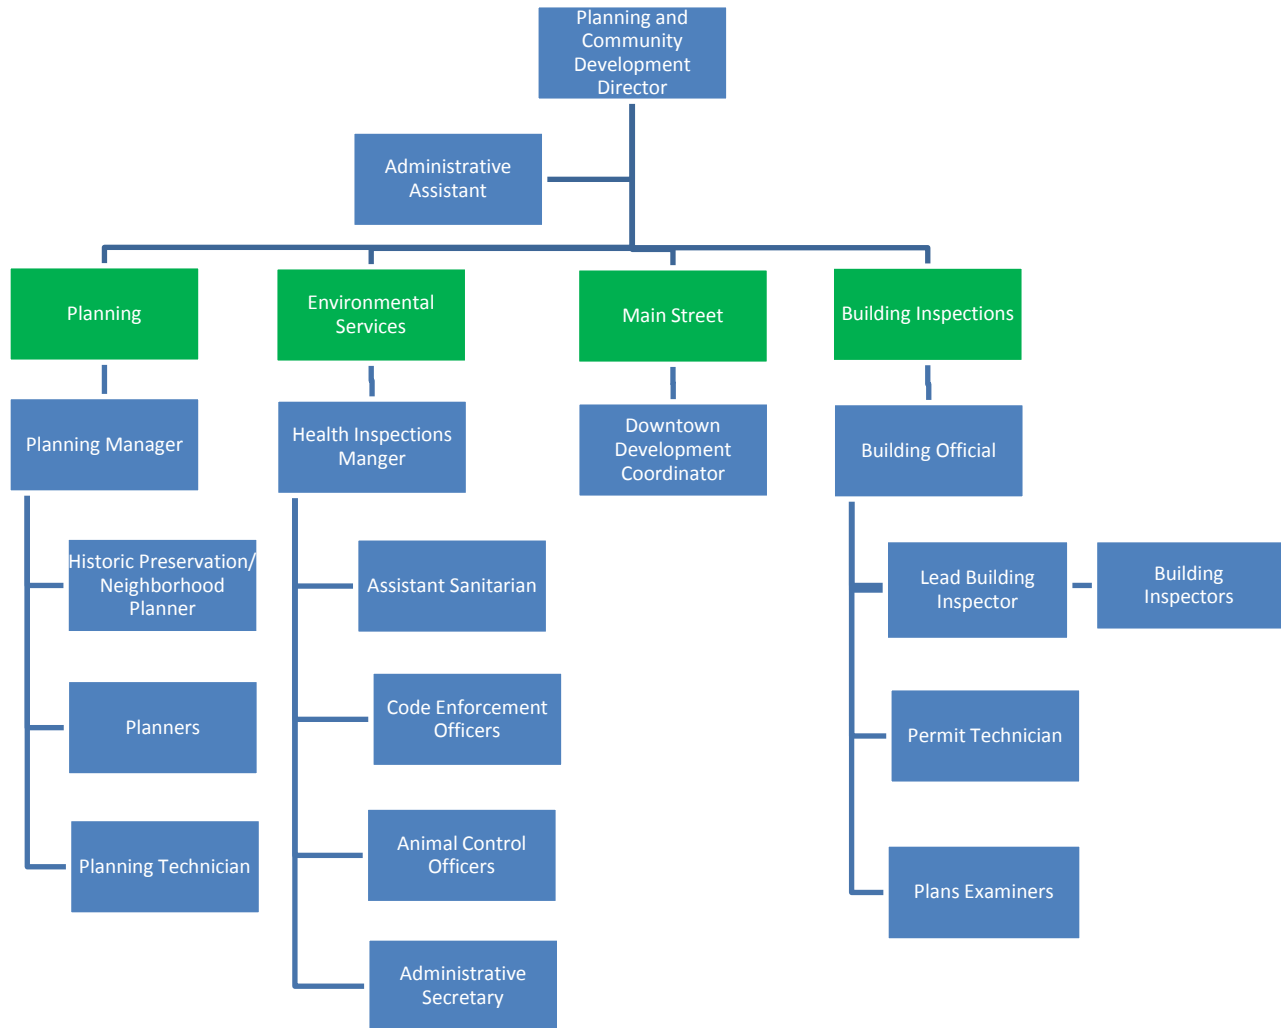 Planning and
Community
Development
Director
Administrative
Assistant
Planning
Environmental
Services
Main Street
Building Inspections
Planning Manager
Health Inspections
Manger
Downtown
Development
Coordinator
Building Official
Historic Preservation/
Neighborhood
Planner
Assistant Sanitarian
Lead Building
Inspector
Building
Inspectors
Planners
Code Enforcement
Officers
Permit Technician
Planning Technician
Animal Control
Officers
Plans Examiners
Administrative
Secretary